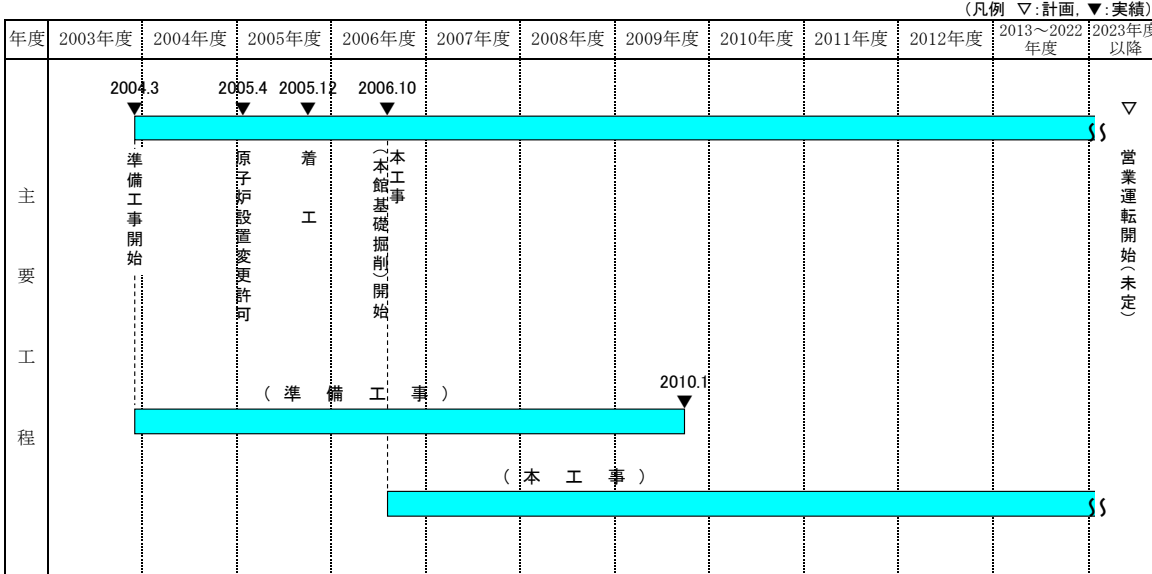 (凡例 ▽:計画, ▼:実績)
年度
2003年度
2004年度
2005年度
2006年度
2007年度
2008年度
2009年度
2010年度
2011年度
2012年度
2013～2022
年度
2023年度
以降
主要工程
2004.3
2005.4
2005.12
2006.10
▼
▼
▼
▼
▽
準備工事開始
原子炉設置変更許可
着工
本工事
(本館基礎掘削)開始
営業運転開始(未定)
(準備工事)
2010.1
▼
(本工事)